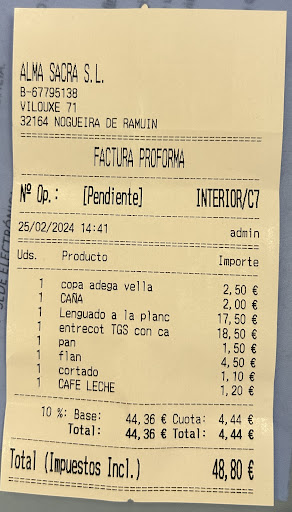 ALMA SACRA S.L.
B-67795138
VILOUXE 71
32164 NOGUEIRA DE RAMUIN
FACTURA PROFORMA
Nº Op.: [Pendiente] INTERIOR/C7
25/02/2024 14:41 admin
Uds. Producto Importe
1 copa adega vella 2,50 €
1 CAÑA 2,00 €
1 Lenguado a la planc 17,50 €
1 entrecot TGS con ca 18,50 €
1 pan 1,50 €
1 flan 4,50 €
1 cortado 1,10 €
1 CAFE LECHE 1,20 €
10 %: Base: 44,36 € Cuota: 4,44 €
Total: 44,36 € Total: 4,44 €
Total (Impuestos Incl.) 48,80 €